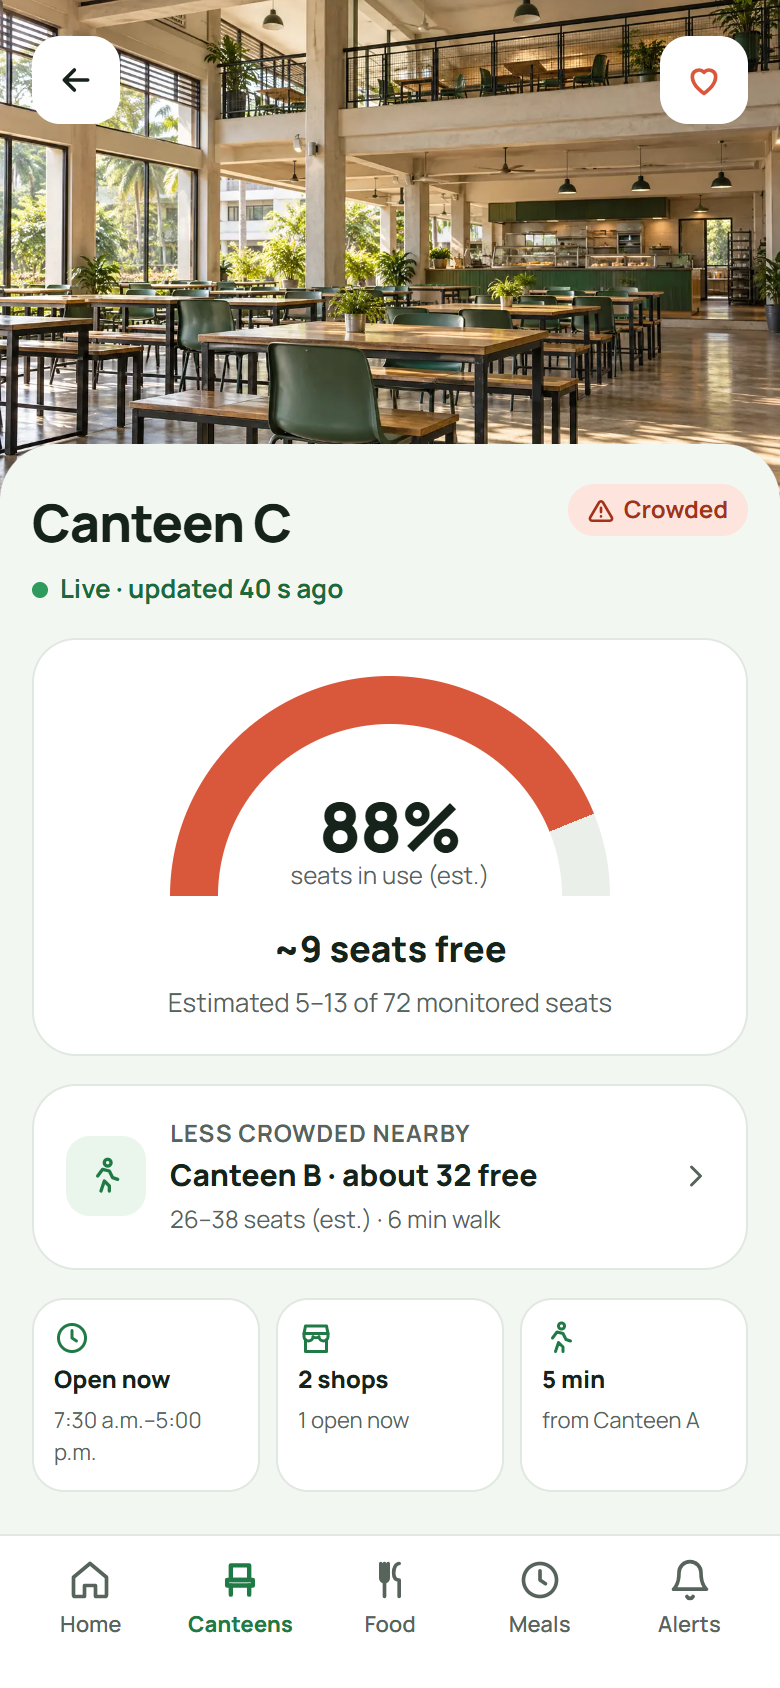 Canteen C
Crowded
Live · updated 40 s ago
88%
seats in use (est.)
~9 seats free
Estimated 5–13 of 72 monitored seats
LESS CROWDED NEARBY
Canteen B · about 32 free
26–38 seats (est.) · 6 min walk
Open now
7:30 a.m.–5:00
p.m.
2 shops
1 open now
5 min
from Canteen A
Home
Canteens
Food
Meals
Alerts